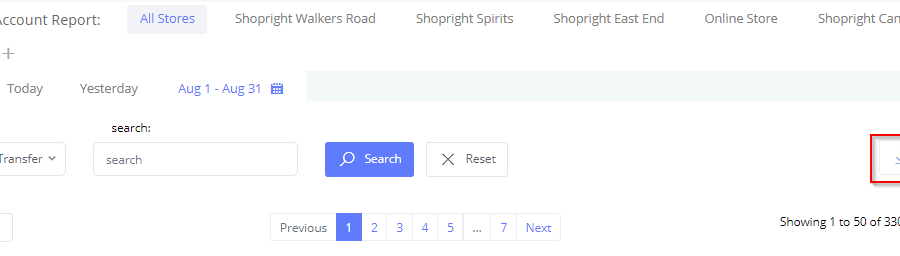 Account Report: All Stores Shopright Walkers Road Shopright Spirits Shopright East End Online Store Shopright
+
Today Yesterday Aug 1 - Aug 31
search:
Transfer search Search Reset
Previous 1 2 3 4 5 ... 7 Next Showing 1 to 50 of 330